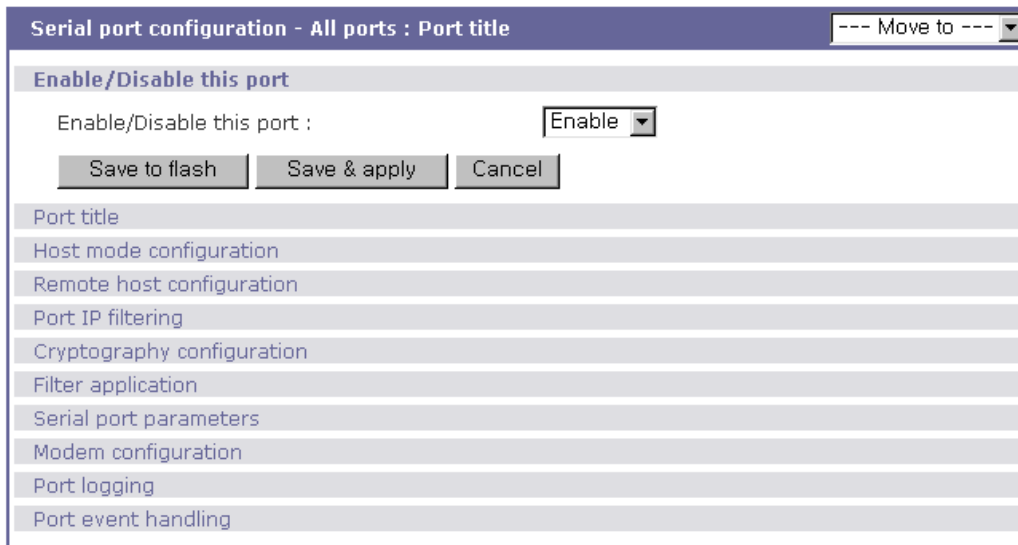 Serial port configuration - All ports : Port title --- Move to ---
Enable/Disable this port
Enable/Disable this port : Enable
Save to flash Save & apply Cancel
Port title
Host mode configuration
Remote host configuration
Port IP filtering
Cryptography configuration
Filter application
Serial port parameters
Modem configuration
Port logging
Port event handling